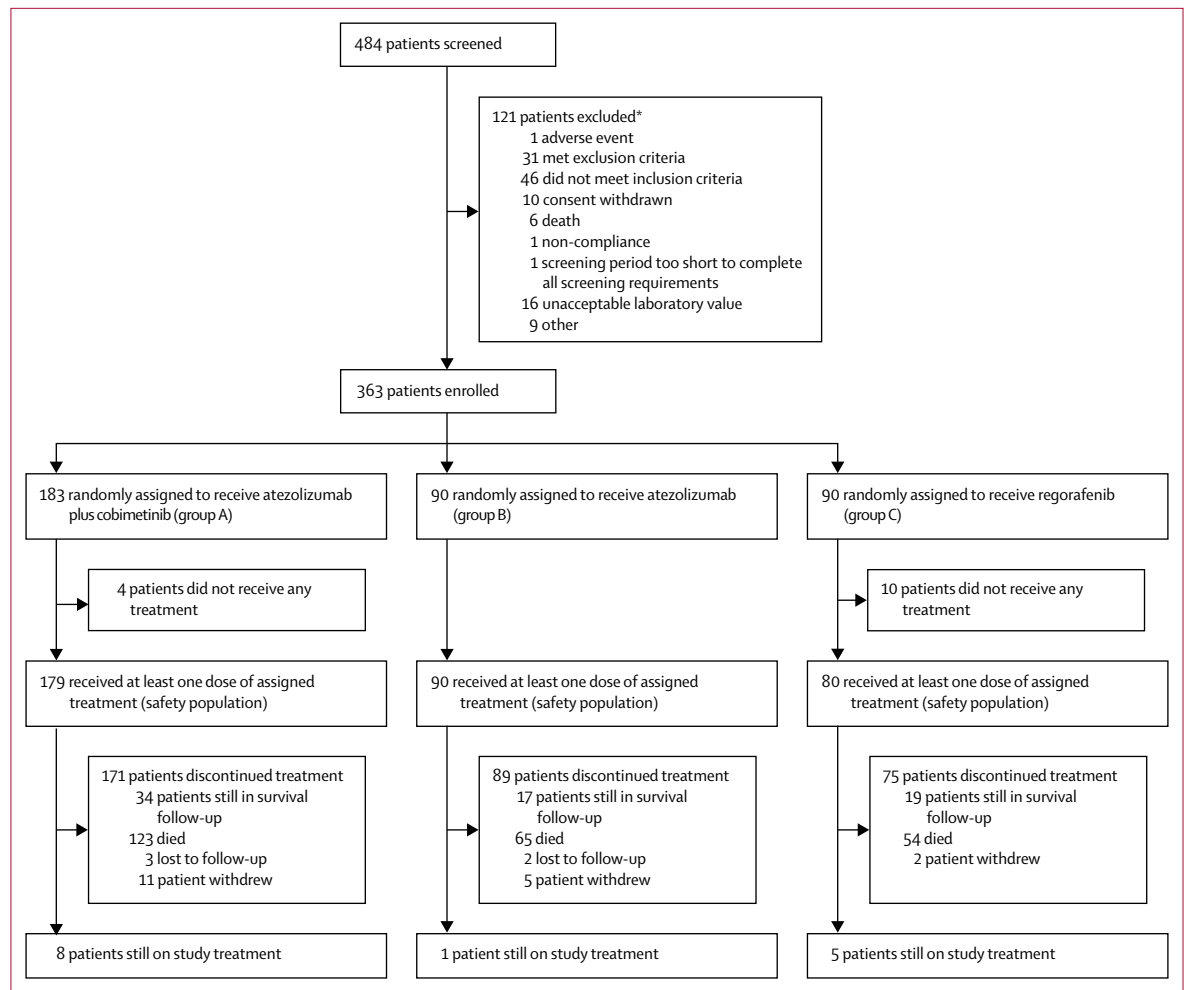 484 patients screened
121 patients excluded*
1 adverse event
31 met exclusion criteria
46 did not meet inclusion criteria
10 consent withdrawn
6 death
1 non-compliance
1 screening period too short to complete
all screening requirements
16 unacceptable laboratory value
9 other
363 patients enrolled
183 randomly assigned to receive atezolizumab
plus cobimetinib (group A)
90 randomly assigned to receive atezolizumab
(group B)
90 randomly assigned to receive regorafenib
(group C)
4 patients did not receive any
treatment
10 patients did not receive any
treatment
179 received at least one dose of assigned
treatment (safety population)
90 received at least one dose of assigned
treatment (safety population)
80 received at least one dose of assigned
treatment (safety population)
171 patients discontinued treatment
34 patients still in survival
follow-up
123 died
3 lost to follow-up
11 patient withdrew
89 patients discontinued treatment
17 patients still in survival
follow-up
65 died
2 lost to follow-up
5 patient withdrew
75 patients discontinued treatment
19 patients still in survival
follow-up
54 died
2 patient withdrew
8 patients still on study treatment
1 patient still on study treatment
5 patients still on study treatment